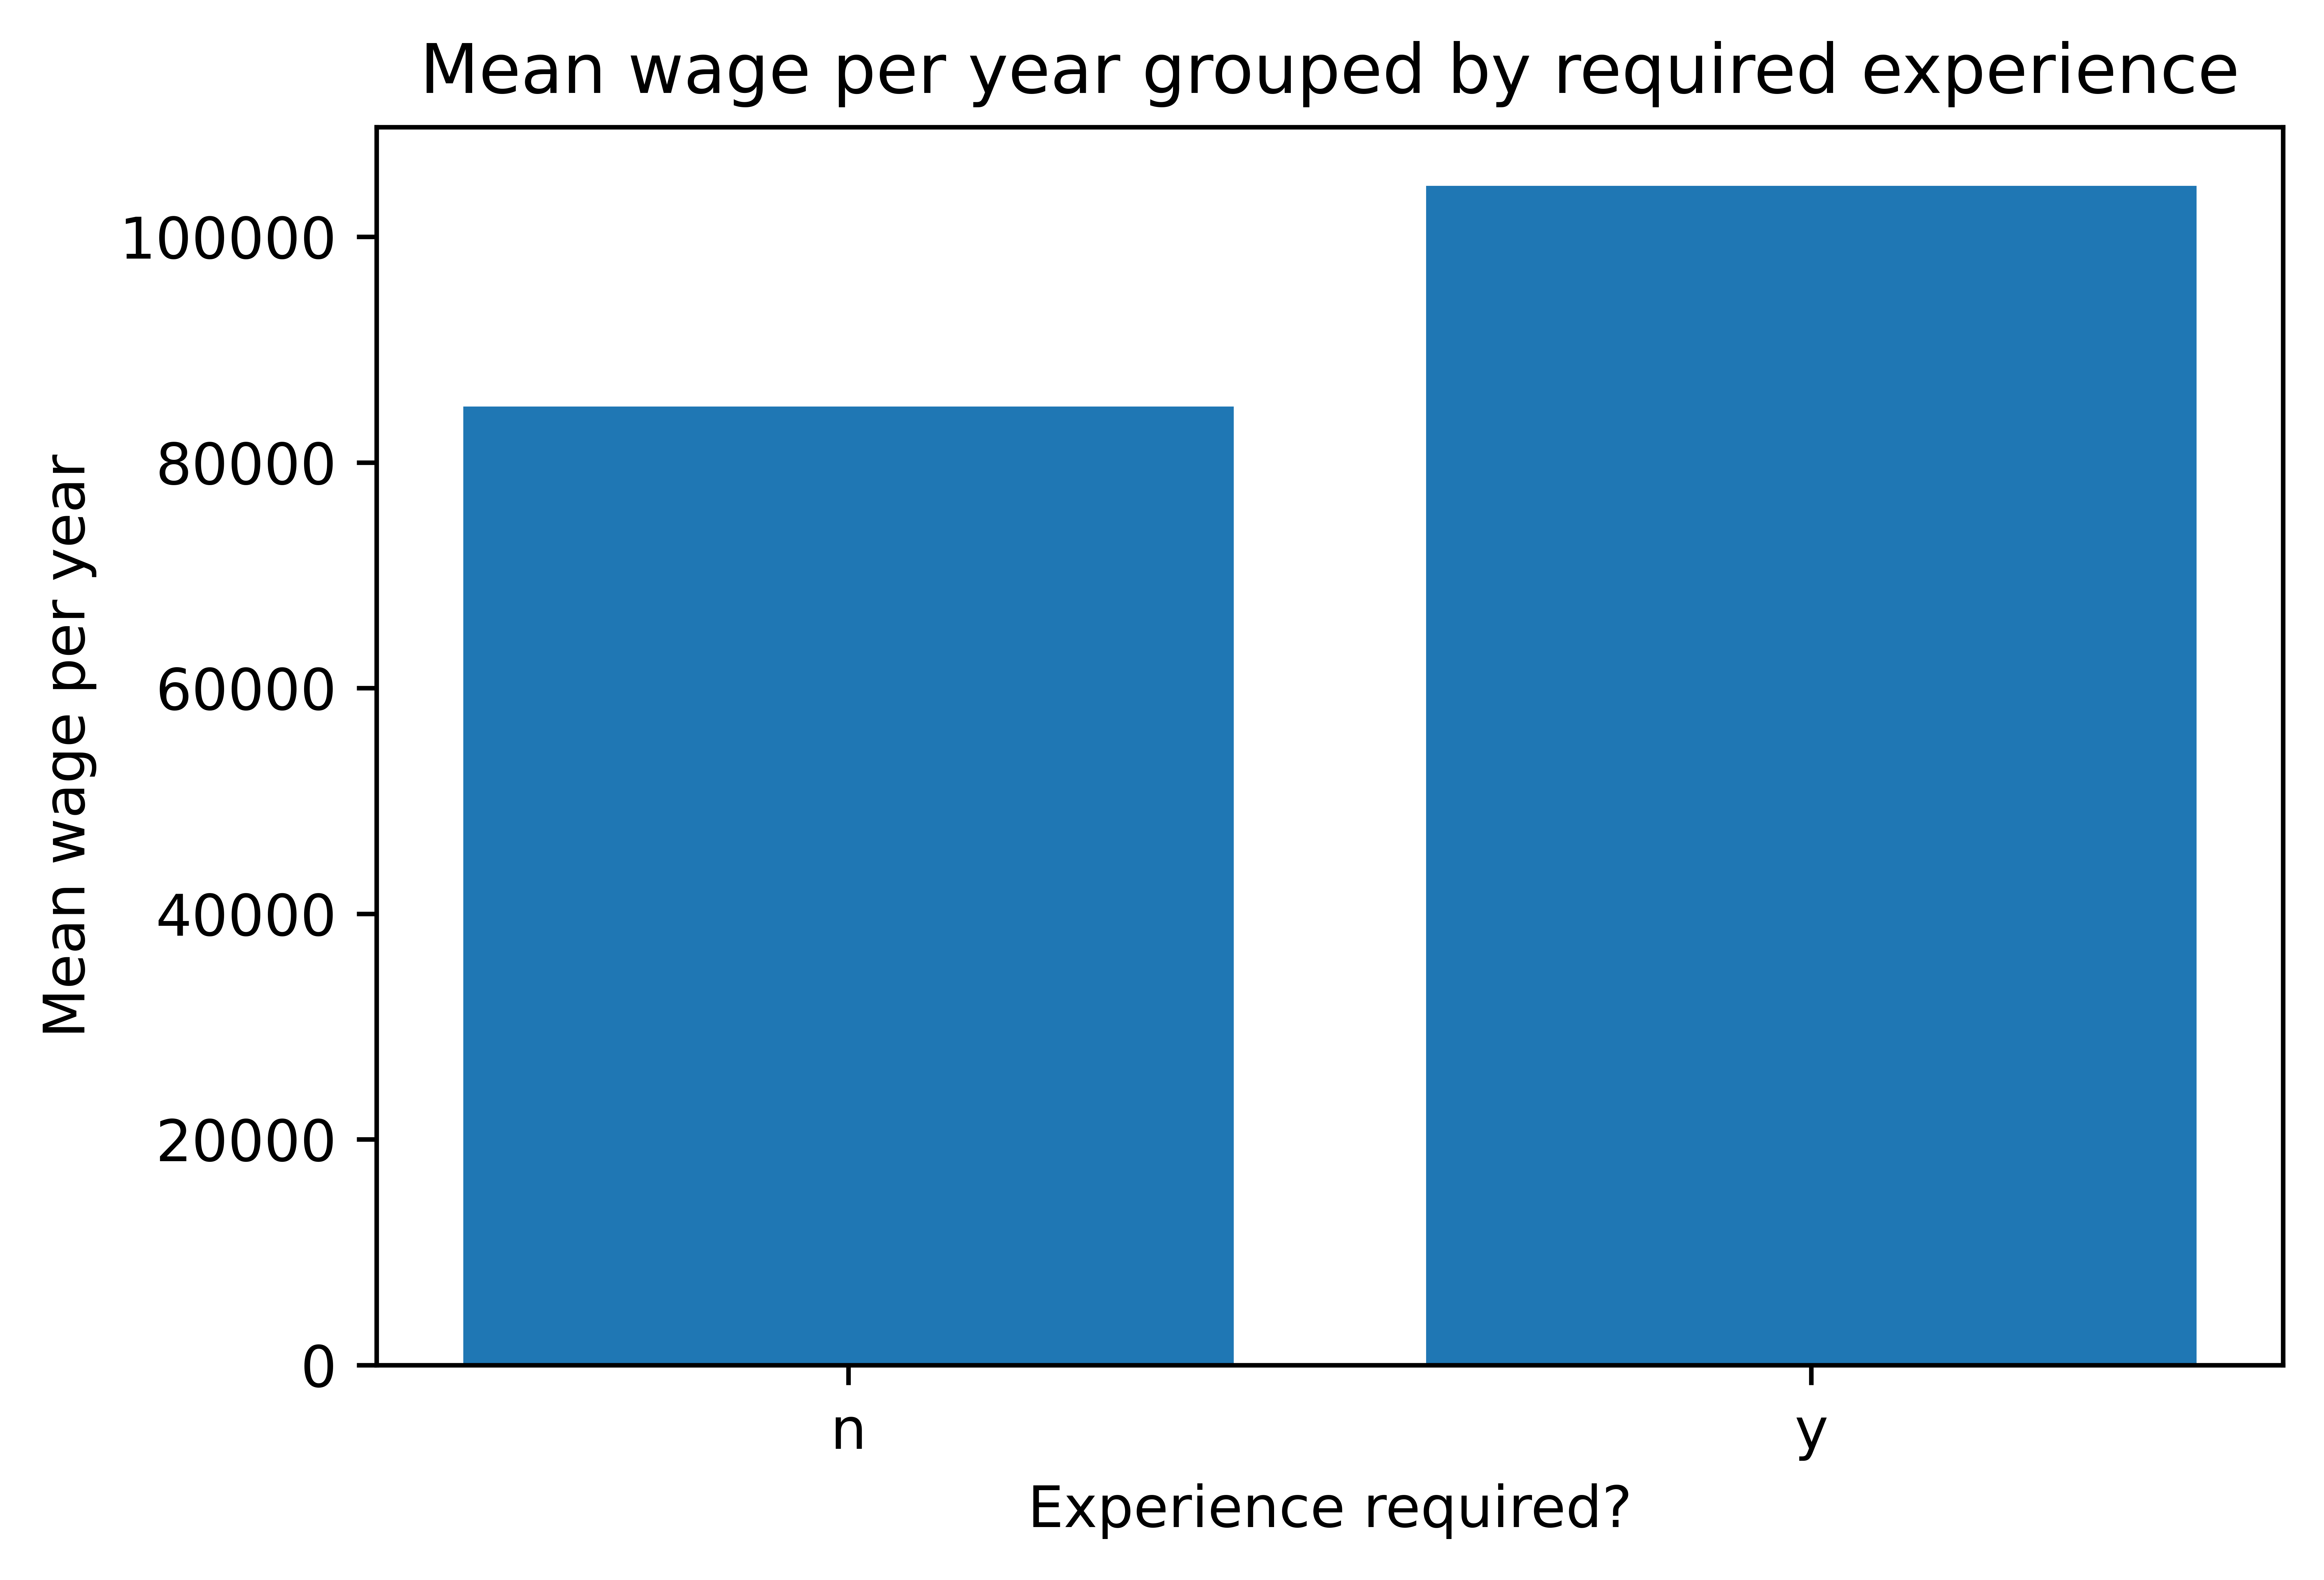 Mean wage per year grouped by required experience
Mean wage per year
100000
80000
60000
40000
20000
0
n y
Experience required?